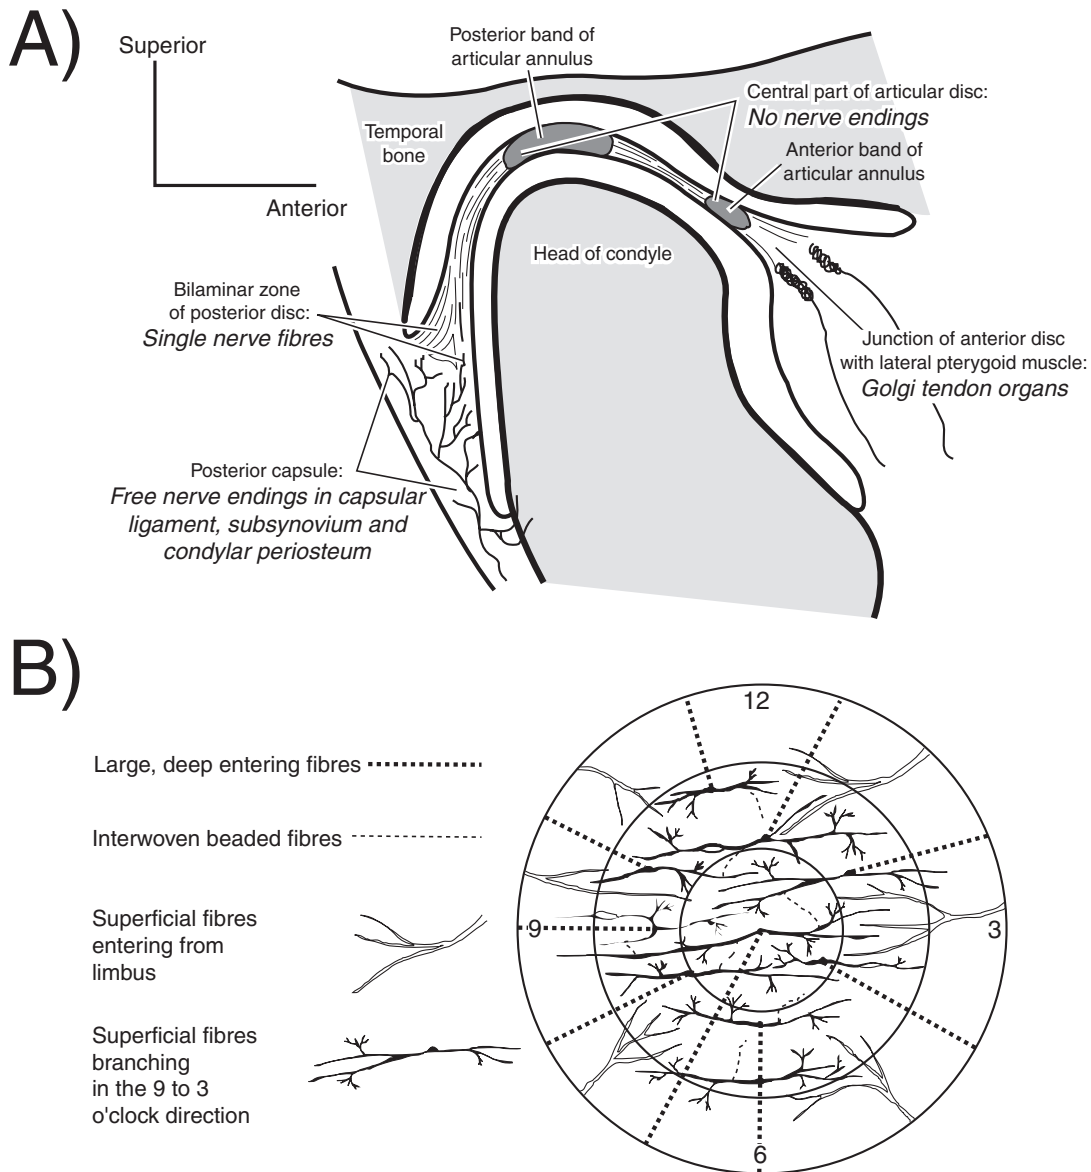 A)
Superior
Anterior
Posterior band of
articular annulus
Central part of articular disc:
No nerve endings
Temporal
bone
Anterior band of
articular annulus
Head of condyle
Bilaminar zone
of posterior disc:
Single nerve fibres
Junction of anterior disc
with lateral pterygoid muscle:
Golgi tendon organs
Posterior capsule:
Free nerve endings in capsular
ligament, subsynovium and
condylar periosteum
B)
Large, deep entering fibres
Interwoven beaded fibres
Superficial fibres
entering from
limbus
Superficial fibres
branching
in the 9 to 3
o'clock direction
12
9
3
6